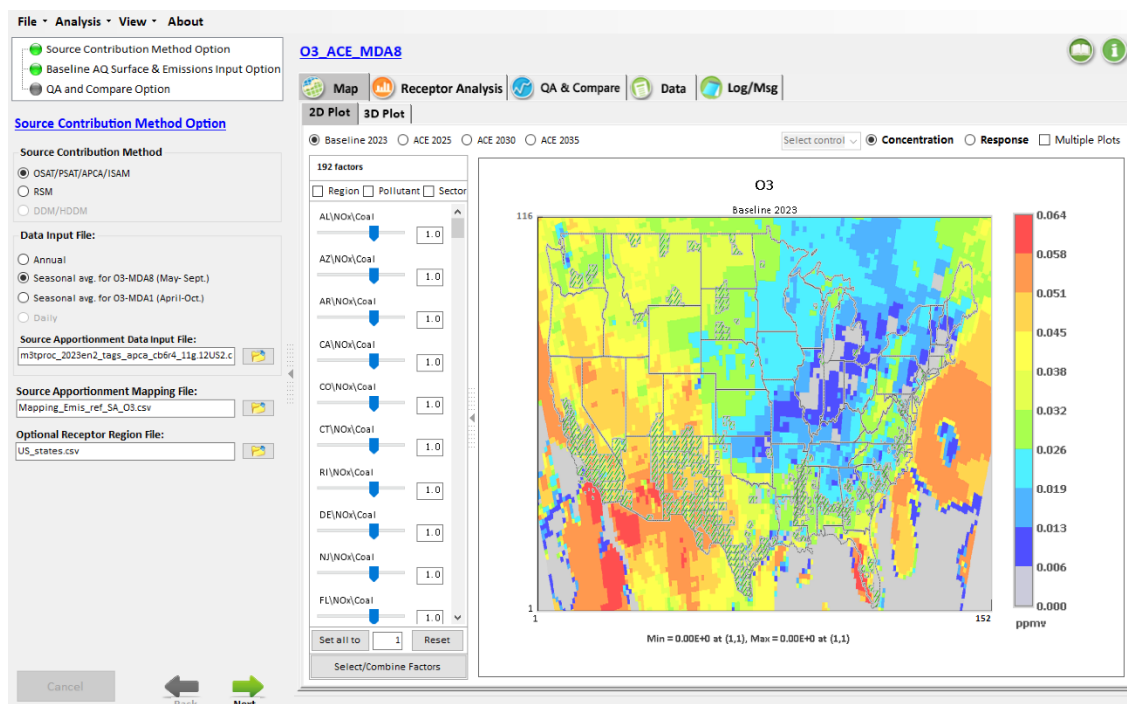 File Analysis View About
Source Contribution Method Option
Baseline AQ Surface & Emissions Input Option
QA and Compare Option
Source Contribution Method Option
Source Contribution Method
OSAT/PSAT/APCA/ISAM
RSM
DDM/HDDM
Data Input File:
Annual
Seasonal avg. for O3-MDA8 (May- Sept.)
Seasonal avg. for O3-MDA1 (April-Oct.)
Daily
Source Apportionment Data Input File:
m3tproc_2023en2_tags_apca_cb6r4_11g.12US2.c
Source Apportionment Mapping File:
Mapping_Emis_ref_SA_O3.csv
Optional Receptor Region File:
US_states.csv
Cancel
Back
Next
O3_ACE_MDA8
Map Receptor Analysis QA & Compare Data Log/Msg
2D Plot 3D Plot
Baseline 2023 ACE 2025 ACE 2030 ACE 2035
Select control Concentration Response Multiple Plots
192 factors
Region Pollutant Sector
AL\NOx\Coal
1.0
AZ\NOx\Coal
1.0
AR\NOx\Coal
1.0
CA\NOx\Coal
1.0
CO\NOx\Coal
1.0
CT\NOx\Coal
1.0
RI\NOx\Coal
1.0
DE\NOx\Coal
1.0
NJ\NOx\Coal
1.0
FL\NOx\Coal
1.0
Set all to 1 Reset
Select/Combine Factors
O3
Baseline 2023
116
1
1
152
0.064
0.058
0.051
0.045
0.038
0.032
0.026
0.019
0.013
0.006
0.000
ppmv
Min = 0.00E+0 at (1,1), Max = 0.00E+0 at (1,1)